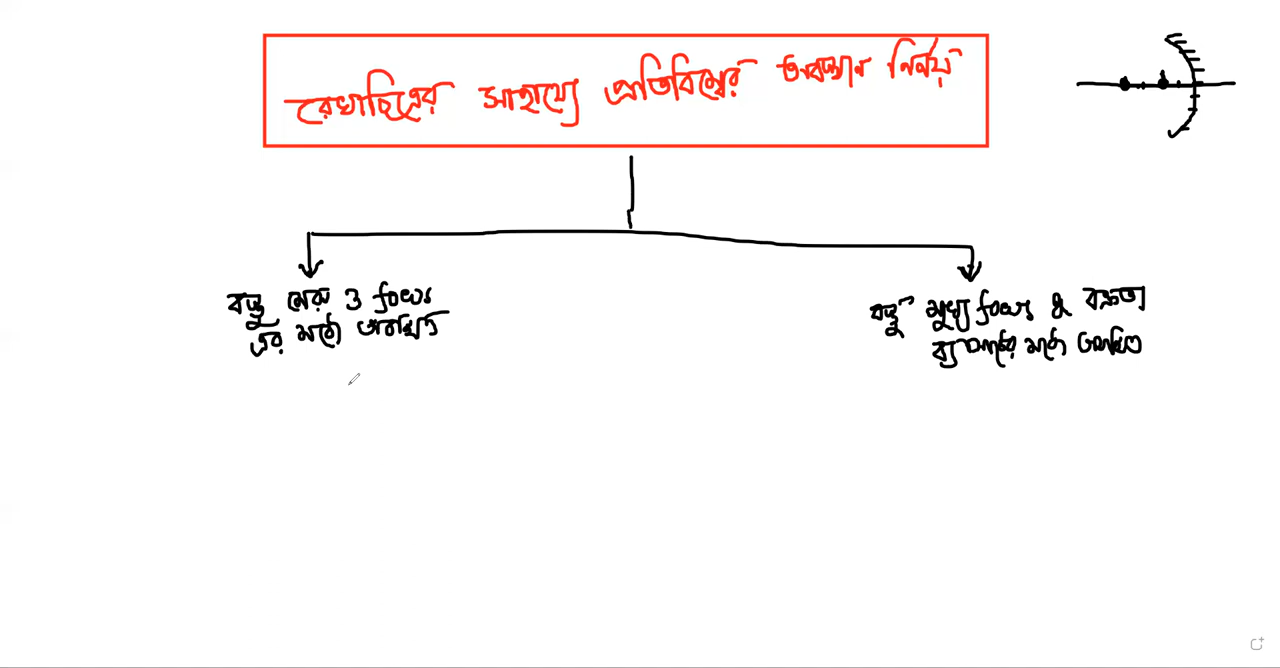 রেখাচিত্রের সাহায্যে প্রতিবিম্বের অবস্থান নির্ণয়
বস্তু মেরু ও focus
এর মধ্যে অবস্থিত
বস্তু মুখ্য focus & বক্রতা
ব্যাসার্ধের মধ্যে অবস্থিত